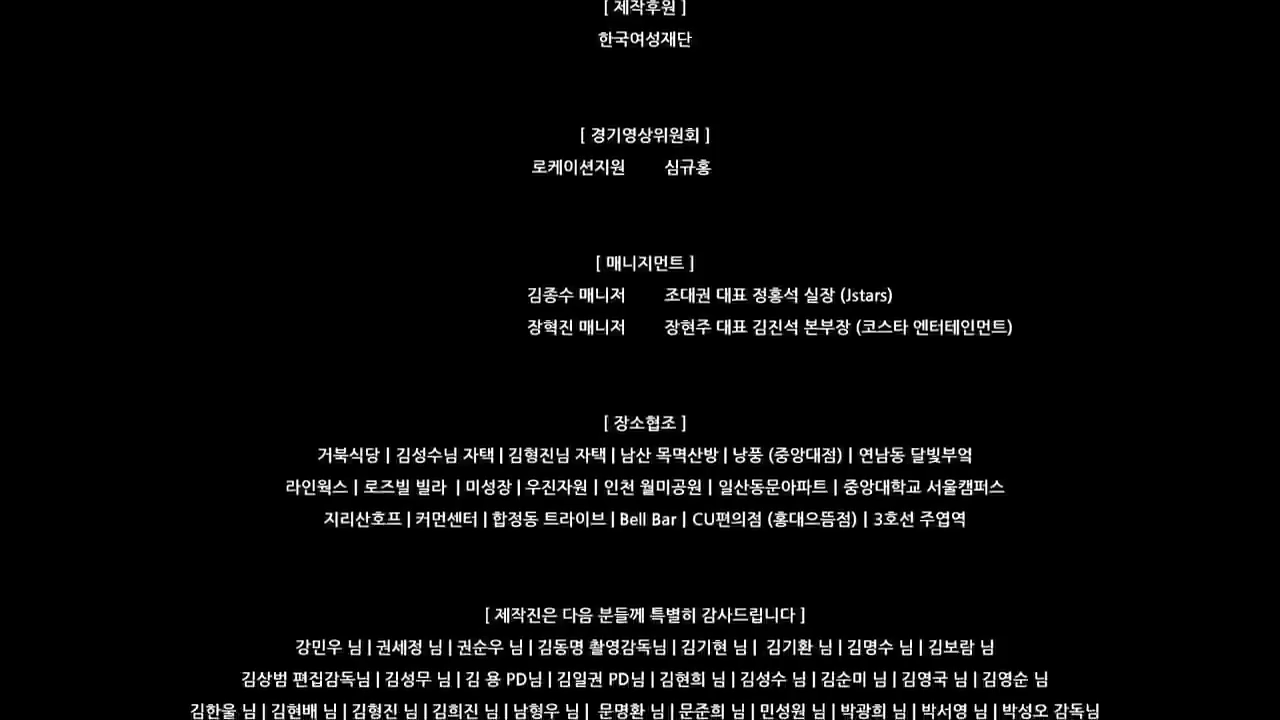 [ 제작후원 ]
한국여성재단
[ 경기영상위원회 ]
로케이션지원 심규홍
[ 매니지먼트 ]
김종수 매니저 조대권 대표 정홍석 실장 (Jstars)
장혁진 매니저 장현주 대표 김진석 본부장 (코스타 엔터테인먼트)
[ 장소협조 ]
거북식당 | 김성수님 자택 | 김형진님 자택 | 남산 목멱산방 | 낭풍 (중앙대점) | 연남동 달빛부엌
라인웍스 | 로즈빌 빌라 | 미성장 | 우진자원 | 인천 월미공원 | 일산동문아파트 | 중앙대학교 서울캠퍼스
지리산호프 | 커먼센터 | 합정동 트라이브 | Bell Bar | CU편의점 (홍대으뜸점) | 3호선 주엽역
[ 제작진은 다음 분들께 특별히 감사드립니다 ]
강민우 님 | 권세정 님 | 권순우 님 | 김동명 촬영감독님 | 김기현 님 | 김기환 님 | 김명수 님 | 김보람 님
김상범 편집감독님 | 김성무 님 | 김 용 PD님 | 김일권 PD님 | 김현희 님 | 김성수 님 | 김순미 님 | 김영국 님 | 김영순 님
김한울 님 | 김현배 님 | 김형진 님 | 김희진 님 | 남형우 님 | 문명환 님 | 문준희 님 | 민성원 님 | 박광희 님 | 박서영 님 | 박성오 감독님